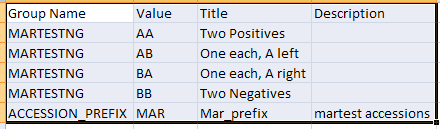 Group Name Value Title Description
MARTESTNG AA Two Positives
MARTESTNG AB One each, A left
MARTESTNG BA One each, A right
MARTESTNG BB Two Negatives
ACCESSION_PREFIX MAR Mar_prefix martest accessions